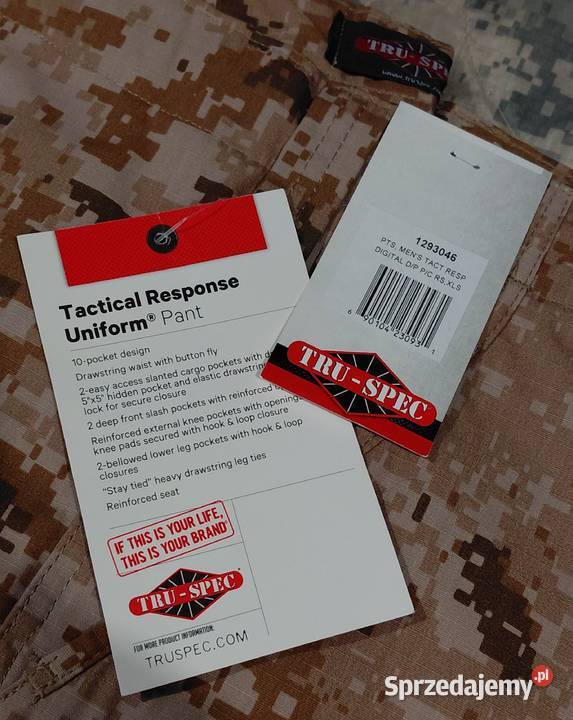 TRU-SPEC
1293046
PTS, MEN'S TACT RESP
DIGITAL D/P P/C RS.XLS
6 90104 23093 1
TRU-SPEC
Tactical Response
Uniform® Pant
10-pocket design
Drawstring waist with button fly
2-easy access slanted cargo pockets with
5"x5" hidden pocket and elastic drawstring
lock for secure closure
2 deep front slash pockets with reinforced
Reinforced external knee pockets with opening
knee pads secured with hook & loop closure
2-bellowed lower leg pockets with hook & loop
closures
"Stay tied" heavy drawstring leg ties
Reinforced seat
IF THIS IS YOUR LIFE,
THIS IS YOUR BRAND
TRU-SPEC
FOR MORE PRODUCT INFORMATION:
TRUSPEC.COM
Sprzedajemy.pl